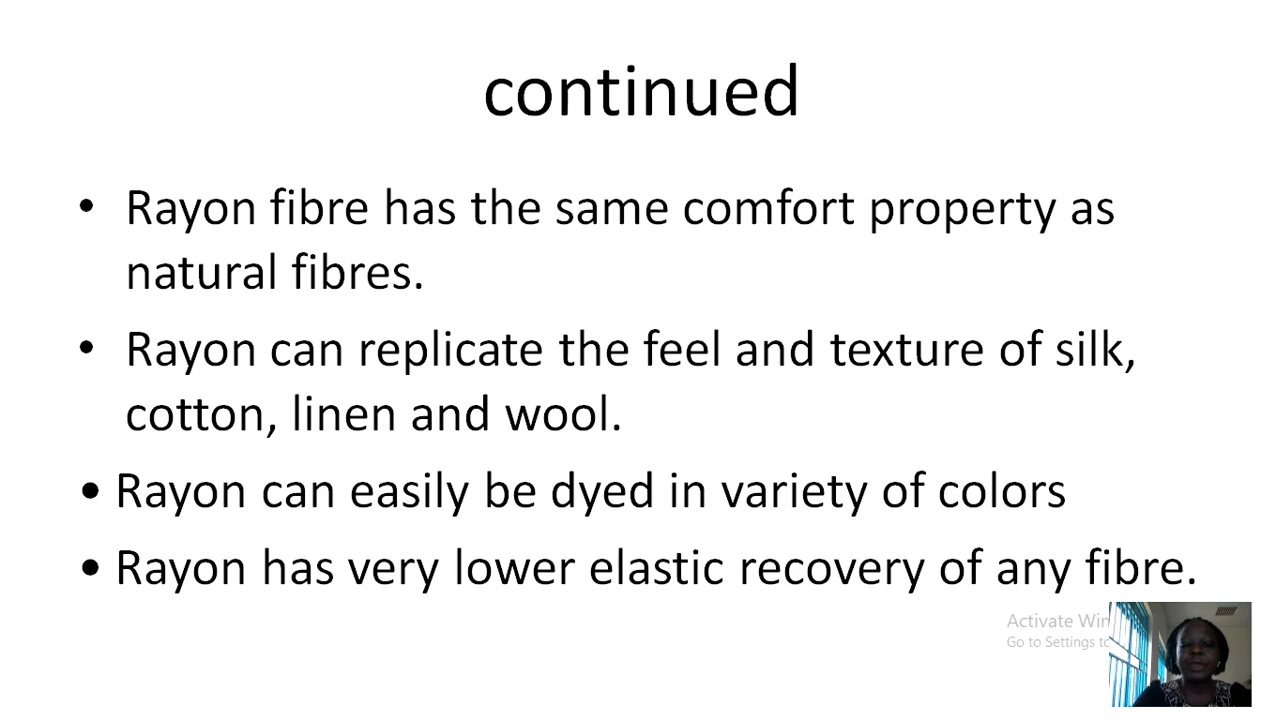 continued
• Rayon fibre has the same comfort property as
natural fibres.
• Rayon can replicate the feel and texture of silk,
cotton, linen and wool.
• Rayon can easily be dyed in variety of colors
• Rayon has very lower elastic recovery of any fibre.
Activate Win
Go to Settings to